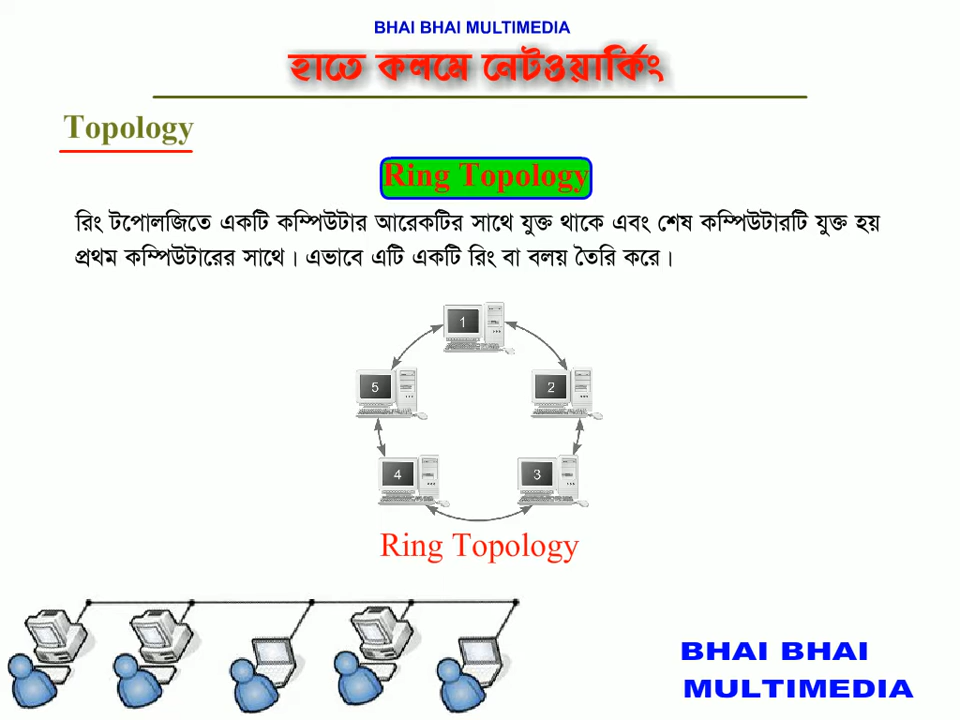 BHAI BHAI MULTIMEDIA
হাতে কলমে নেটওয়ার্কিং
Topology
Ring Topology
রিং টপোলজিতে একটি কম্পিউটার আরেকটির সাথে যুক্ত থাকে এবং শেষ কম্পিউটারটি যুক্ত হয়
প্রথম কম্পিউটারের সাথে। এভাবে এটি একটি রিং বা বলয় তৈরি করে।
1
5
2
4
3
Ring Topology
BHAI BHAI
MULTIMEDIA